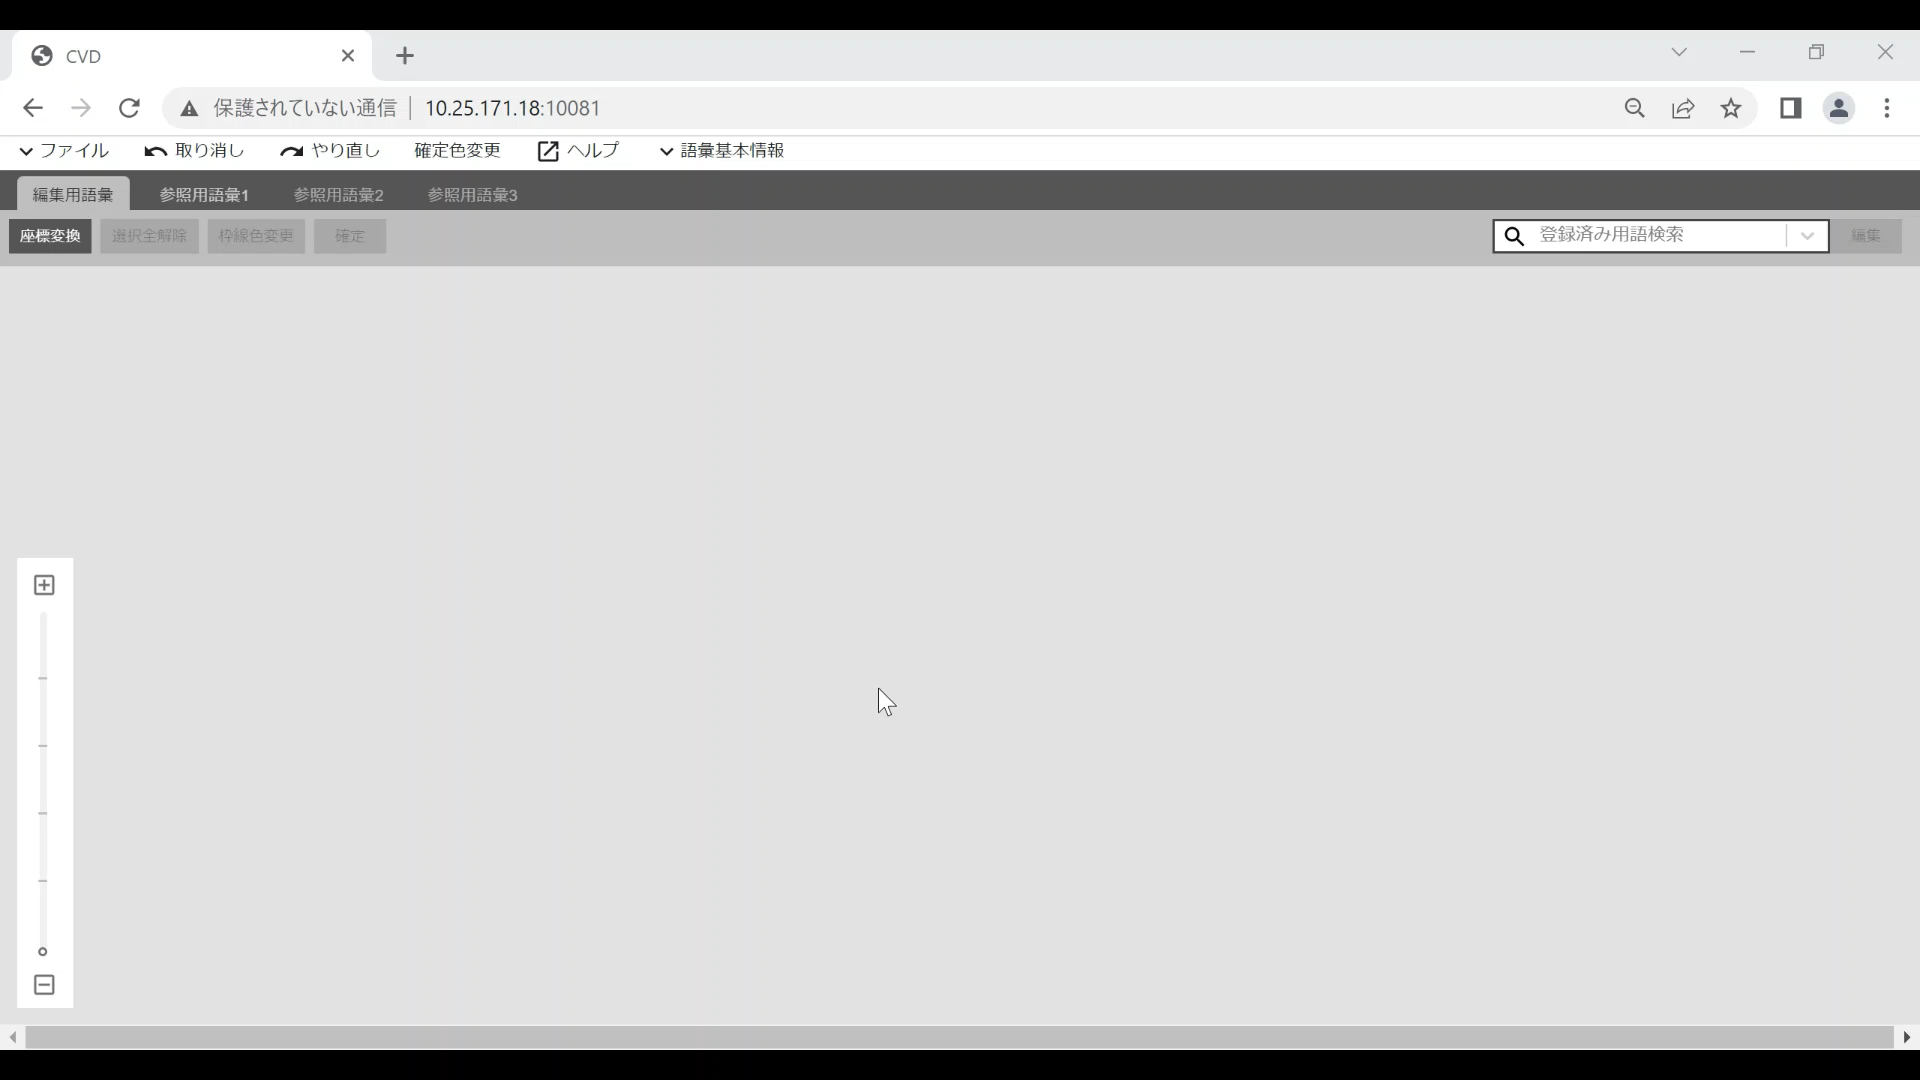 CVD
保護されていない通信 10.25.171.18:10081
ファイル 取り消し やり直し 確定色変更 ヘルプ 語彙基本情報
編集用語彙 参照用語彙1 参照用語彙2 参照用語彙3
座標変換 選択全解除 枠線色変更 確定 登録済み用語検索 編集